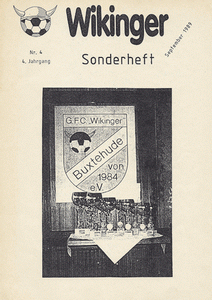 Wikinger
Nr. 4
4. Jahrgang
Sonderheft
September 1989
G.F.C. "Wikinger"
Buxtehude
von
1984
e.V.